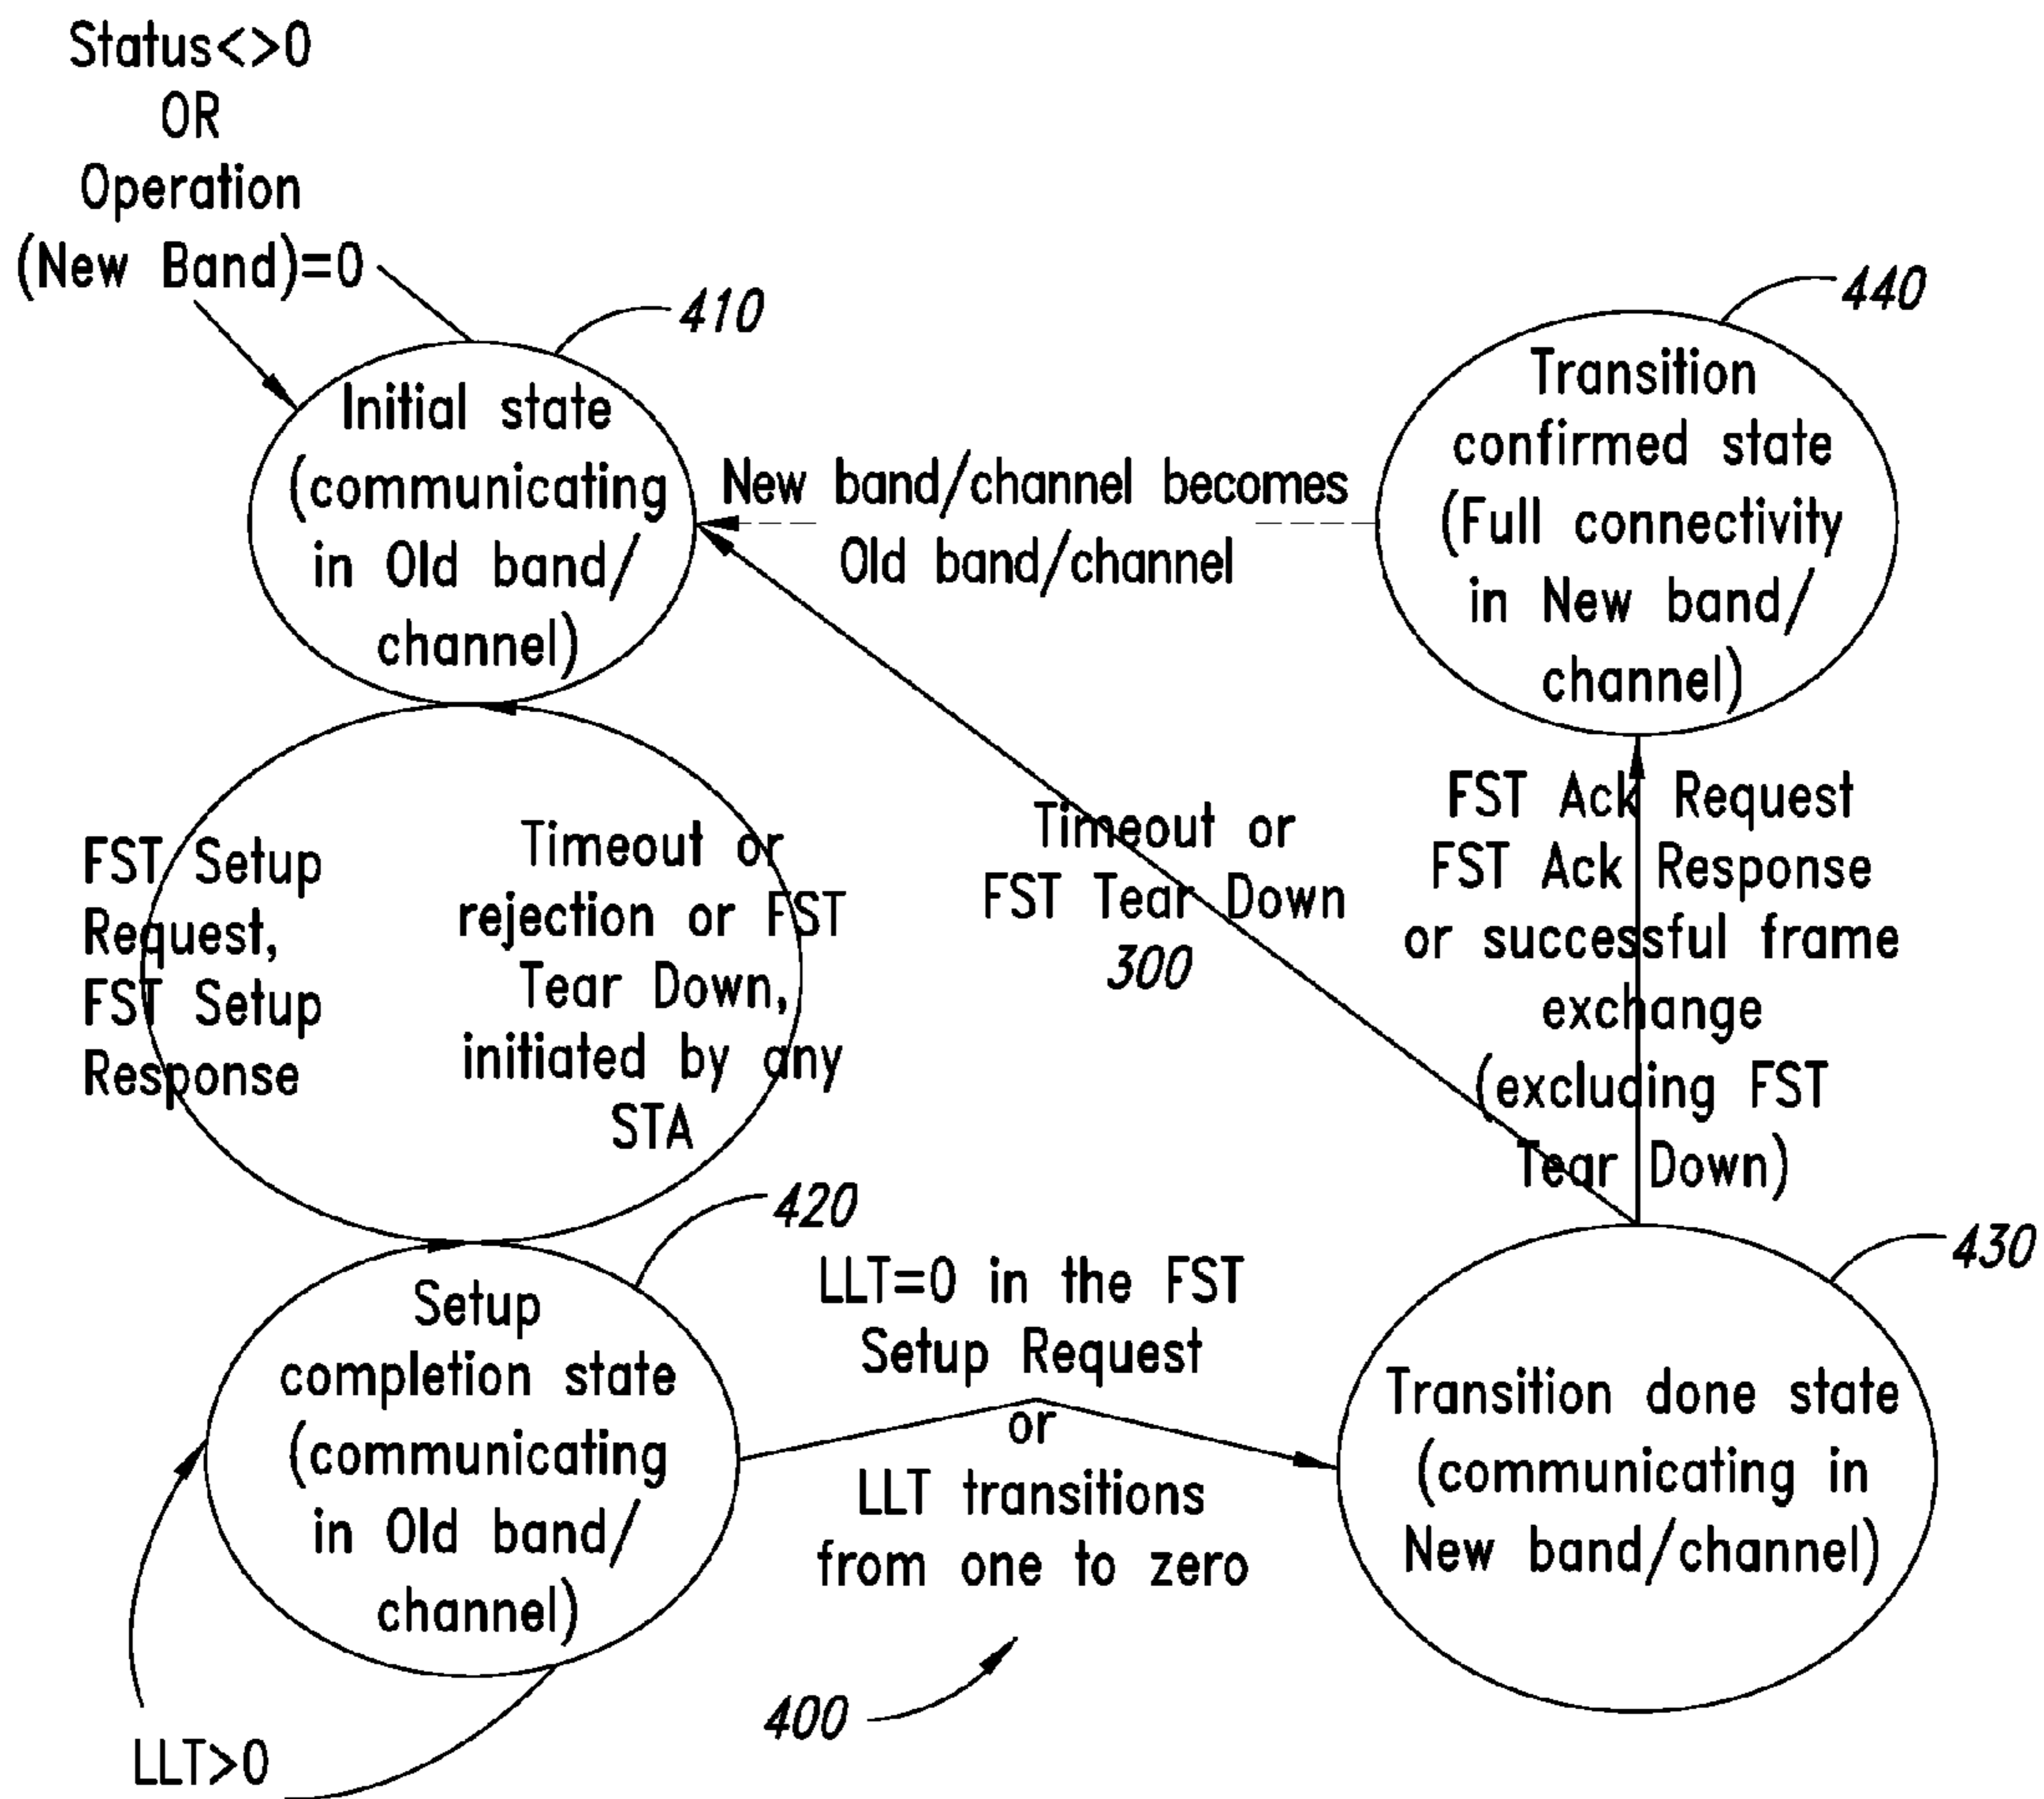 Status<>0
OR
Operation
(New Band)=0
410
440
Initial state
(communicating
in Old band/
channel)
New band/channel becomes
Old band/channel
Transition
confirmed state
(Full connectivity
in New band/
channel)
FST Setup
Request,
FST Setup
Response
Timeout or
rejection or FST
Tear Down,
initiated by any
STA
Timeout or
FST Tear Down
300
FST Ack Request
FST Ack Response
or successful frame
exchange
(excluding FST
Tear Down)
420
430
Setup
completion state
(communicating
in Old band/
channel)
LLT=0 in the FST
Setup Request
or
LLT transitions
from one to zero
Transition done state
(communicating in
New band/channel)
400
LLT>0